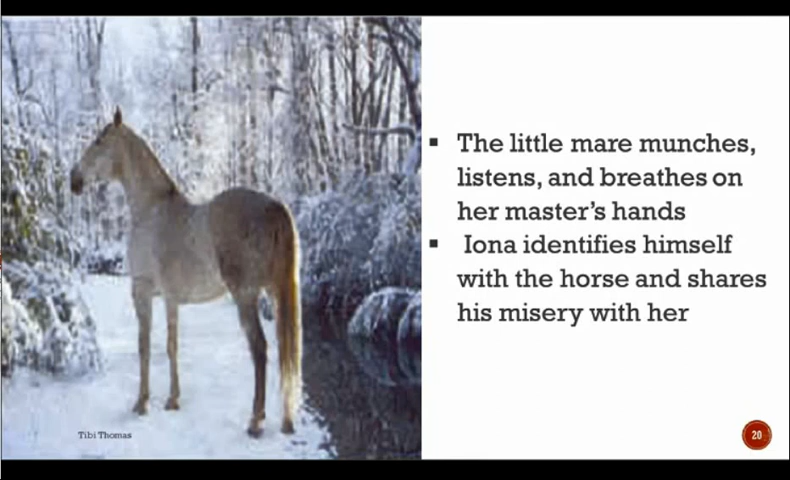 ▪ The little mare munches,
listens, and breathes on
her master's hands
▪ Iona identifies himself
with the horse and shares
his misery with her
Tibi Thomas
20